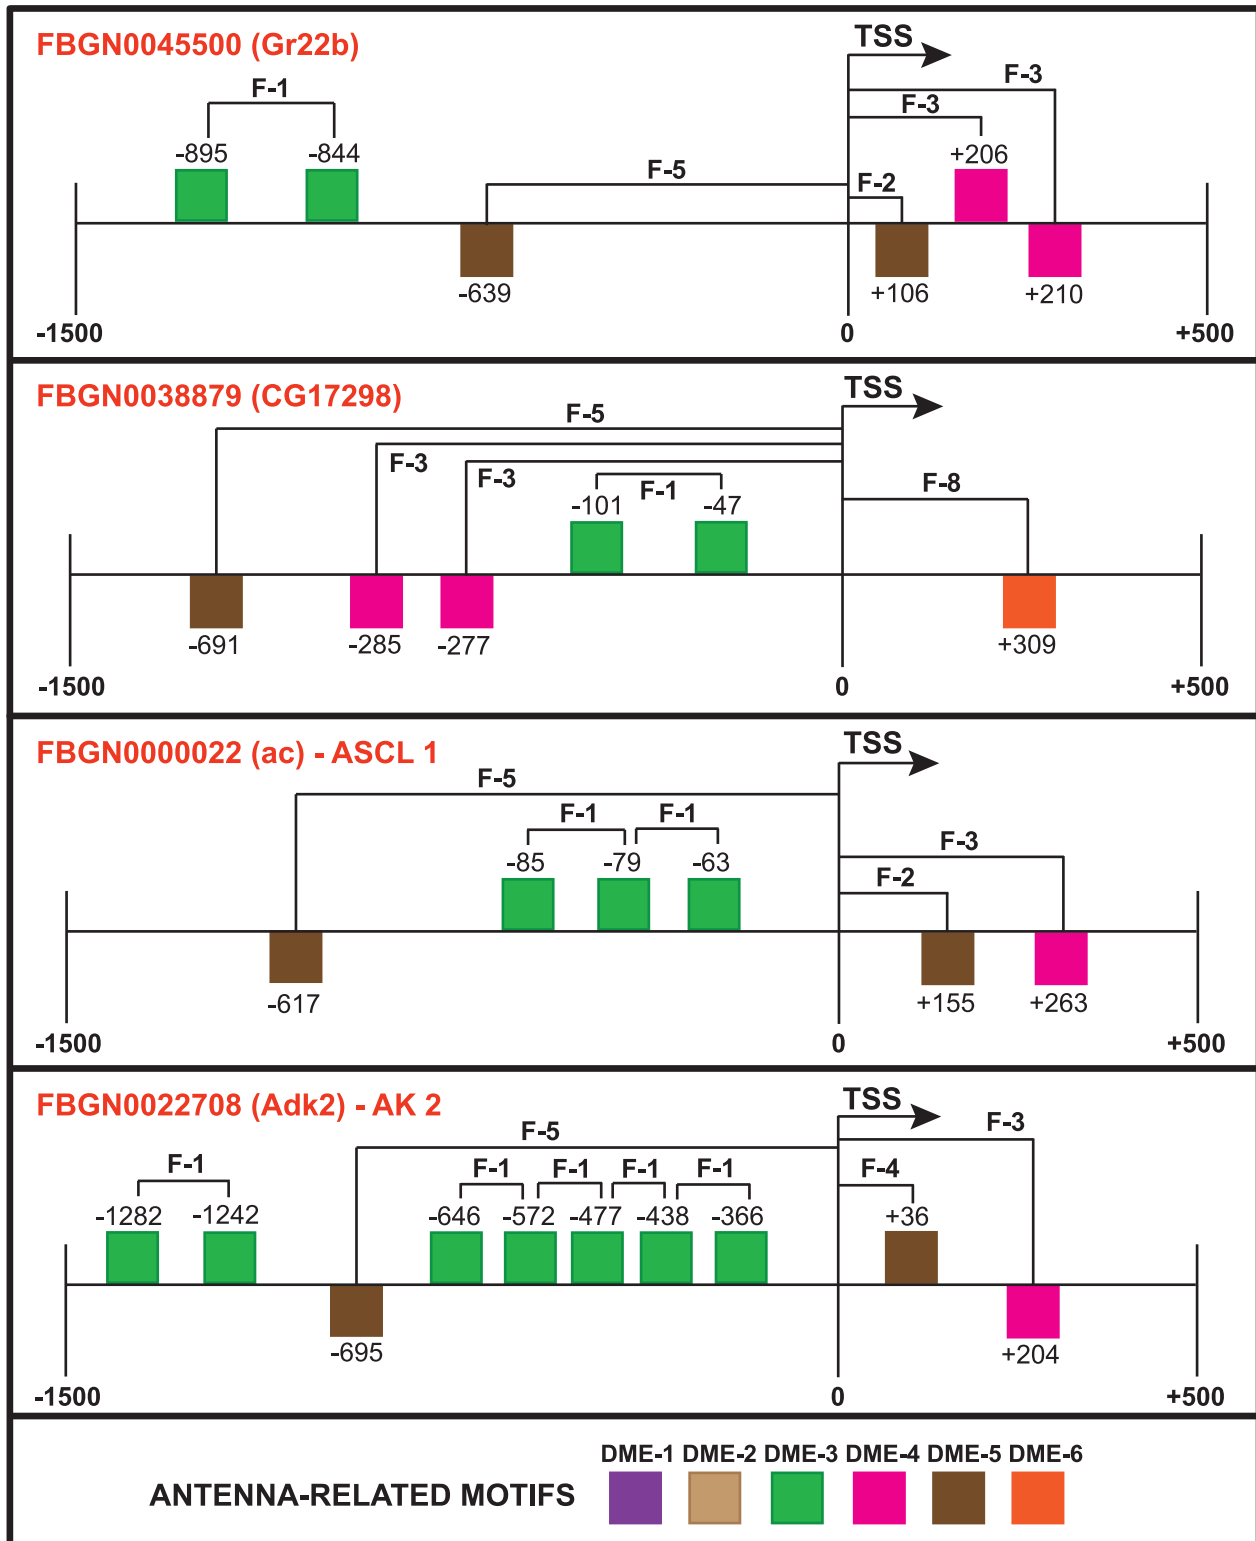 FBGN0045500 (Gr22b)
TSS
F-1
F-3
F-3
-895
-844
+206
F-5
F-2
-639
+106
+210
-1500
0
+500
FBGN0038879 (CG17298)
TSS
F-5
F-3
F-3
F-1
-101
-47
F-8
-691
-285
-277
+309
-1500
0
+500
FBGN0000022 (ac) - ASCL 1
TSS
F-5
F-1
F-1
F-3
-85
-79
-63
F-2
-617
+155
+263
-1500
0
+500
FBGN0022708 (Adk2) - AK 2
TSS
F-5
F-3
F-1
F-1
F-1
F-1
F-1
F-4
-1282
-1242
-646
-572
-477
-438
-366
+36
-695
+204
-1500
0
+500
DME-1 DME-2 DME-3 DME-4 DME-5 DME-6
ANTENNA-RELATED MOTIFS